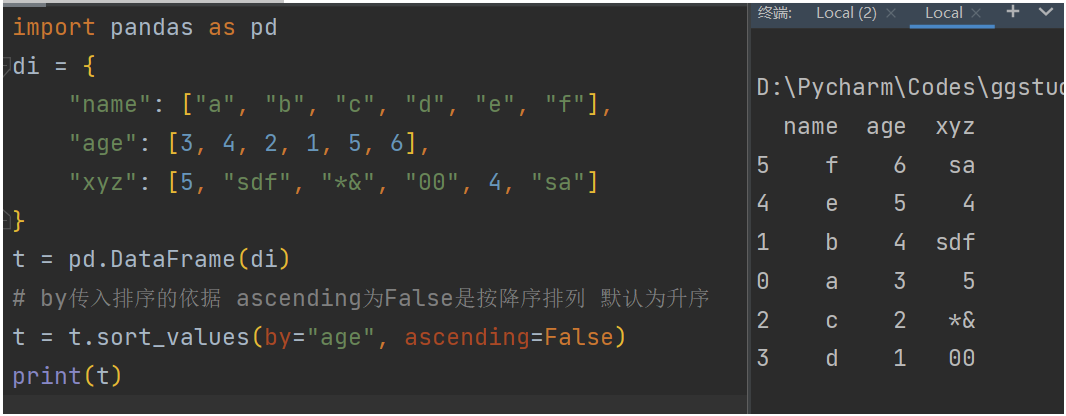 import pandas as pd
di = {
    "name": ["a", "b", "c", "d", "e", "f"],
    "age": [3, 4, 2, 1, 5, 6],
    "xyz": [5, "sdf", "*&", "00", 4, "sa"]
}
t = pd.DataFrame(di)
# by传入排序的依据 ascending为False是按降序排列 默认为升序
t = t.sort_values(by="age", ascending=False)
print(t)
终端: Local (2) × Local × +
D:\Pycharm\Codes\ggstud
  name  age  xyz
5    f    6   sa
4    e    5    4
1    b    4  sdf
0    a    3    5
2    c    2   *&
3    d    1   00